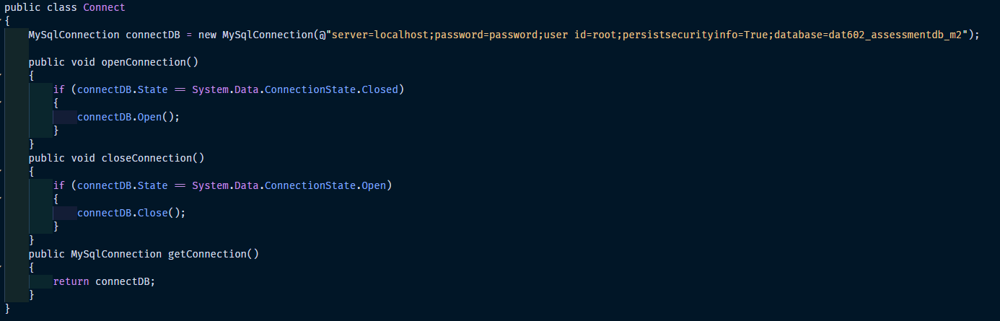 public class Connect
{
    MySqlConnection connectDB = new MySqlConnection(@"server=localhost;password=password;user id=root;persistsecurityinfo=True;database=dat602_assessmentdb_m2");

    public void openConnection()
    {
        if (connectDB.State == System.Data.ConnectionState.Closed)
        {
            connectDB.Open();
        }
    }
    public void closeConnection()
    {
        if (connectDB.State == System.Data.ConnectionState.Open)
        {
            connectDB.Close();
        }
    }
    public MySqlConnection getConnection()
    {
        return connectDB;
    }
}